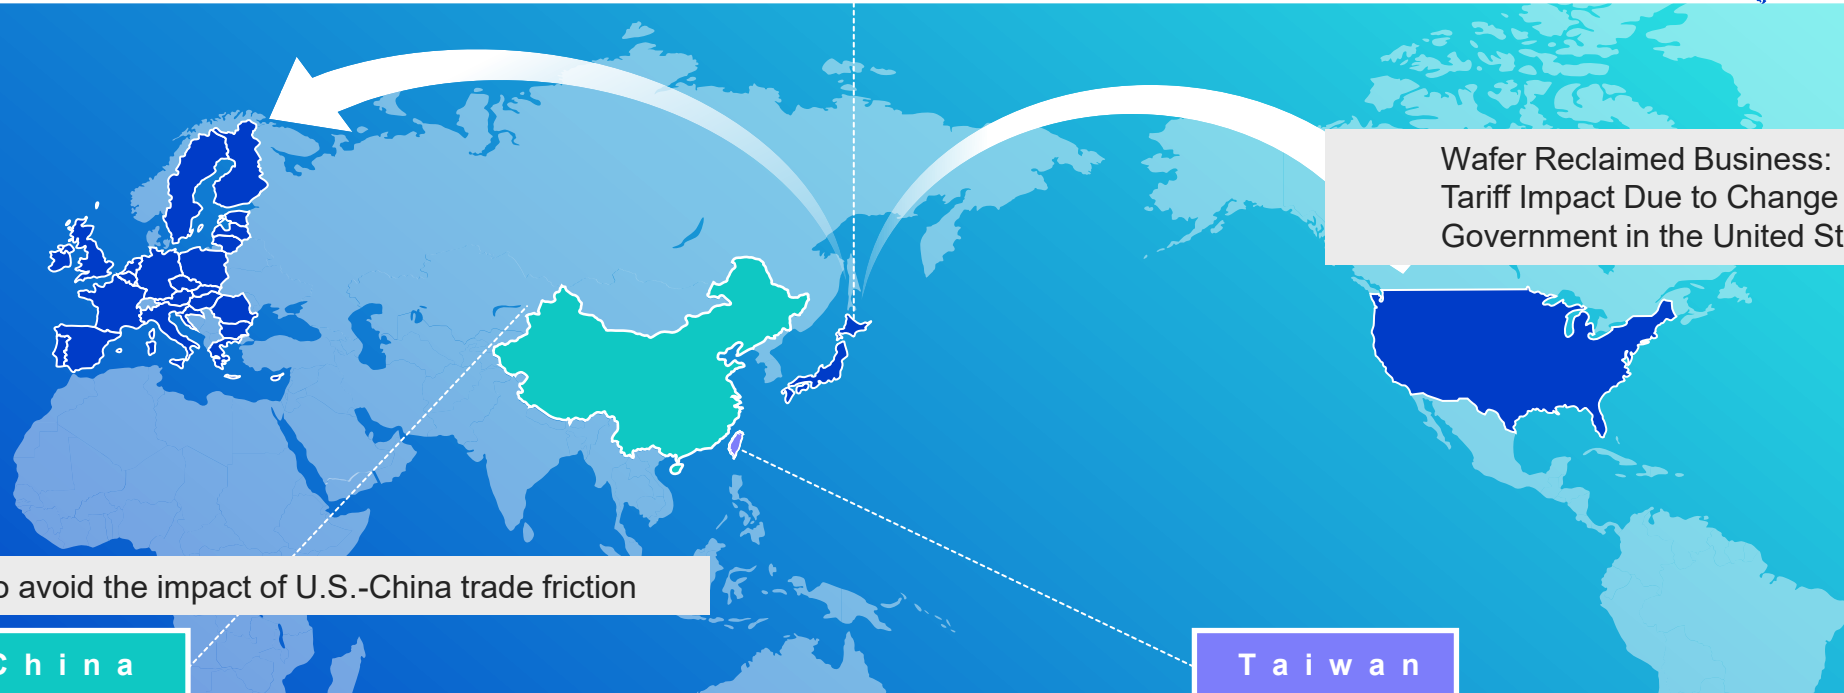 Wafer Reclaimed Business:
Tariff Impact Due to Change
Government in the United
avoid the impact of U.S.-China trade friction
China
Taiwan